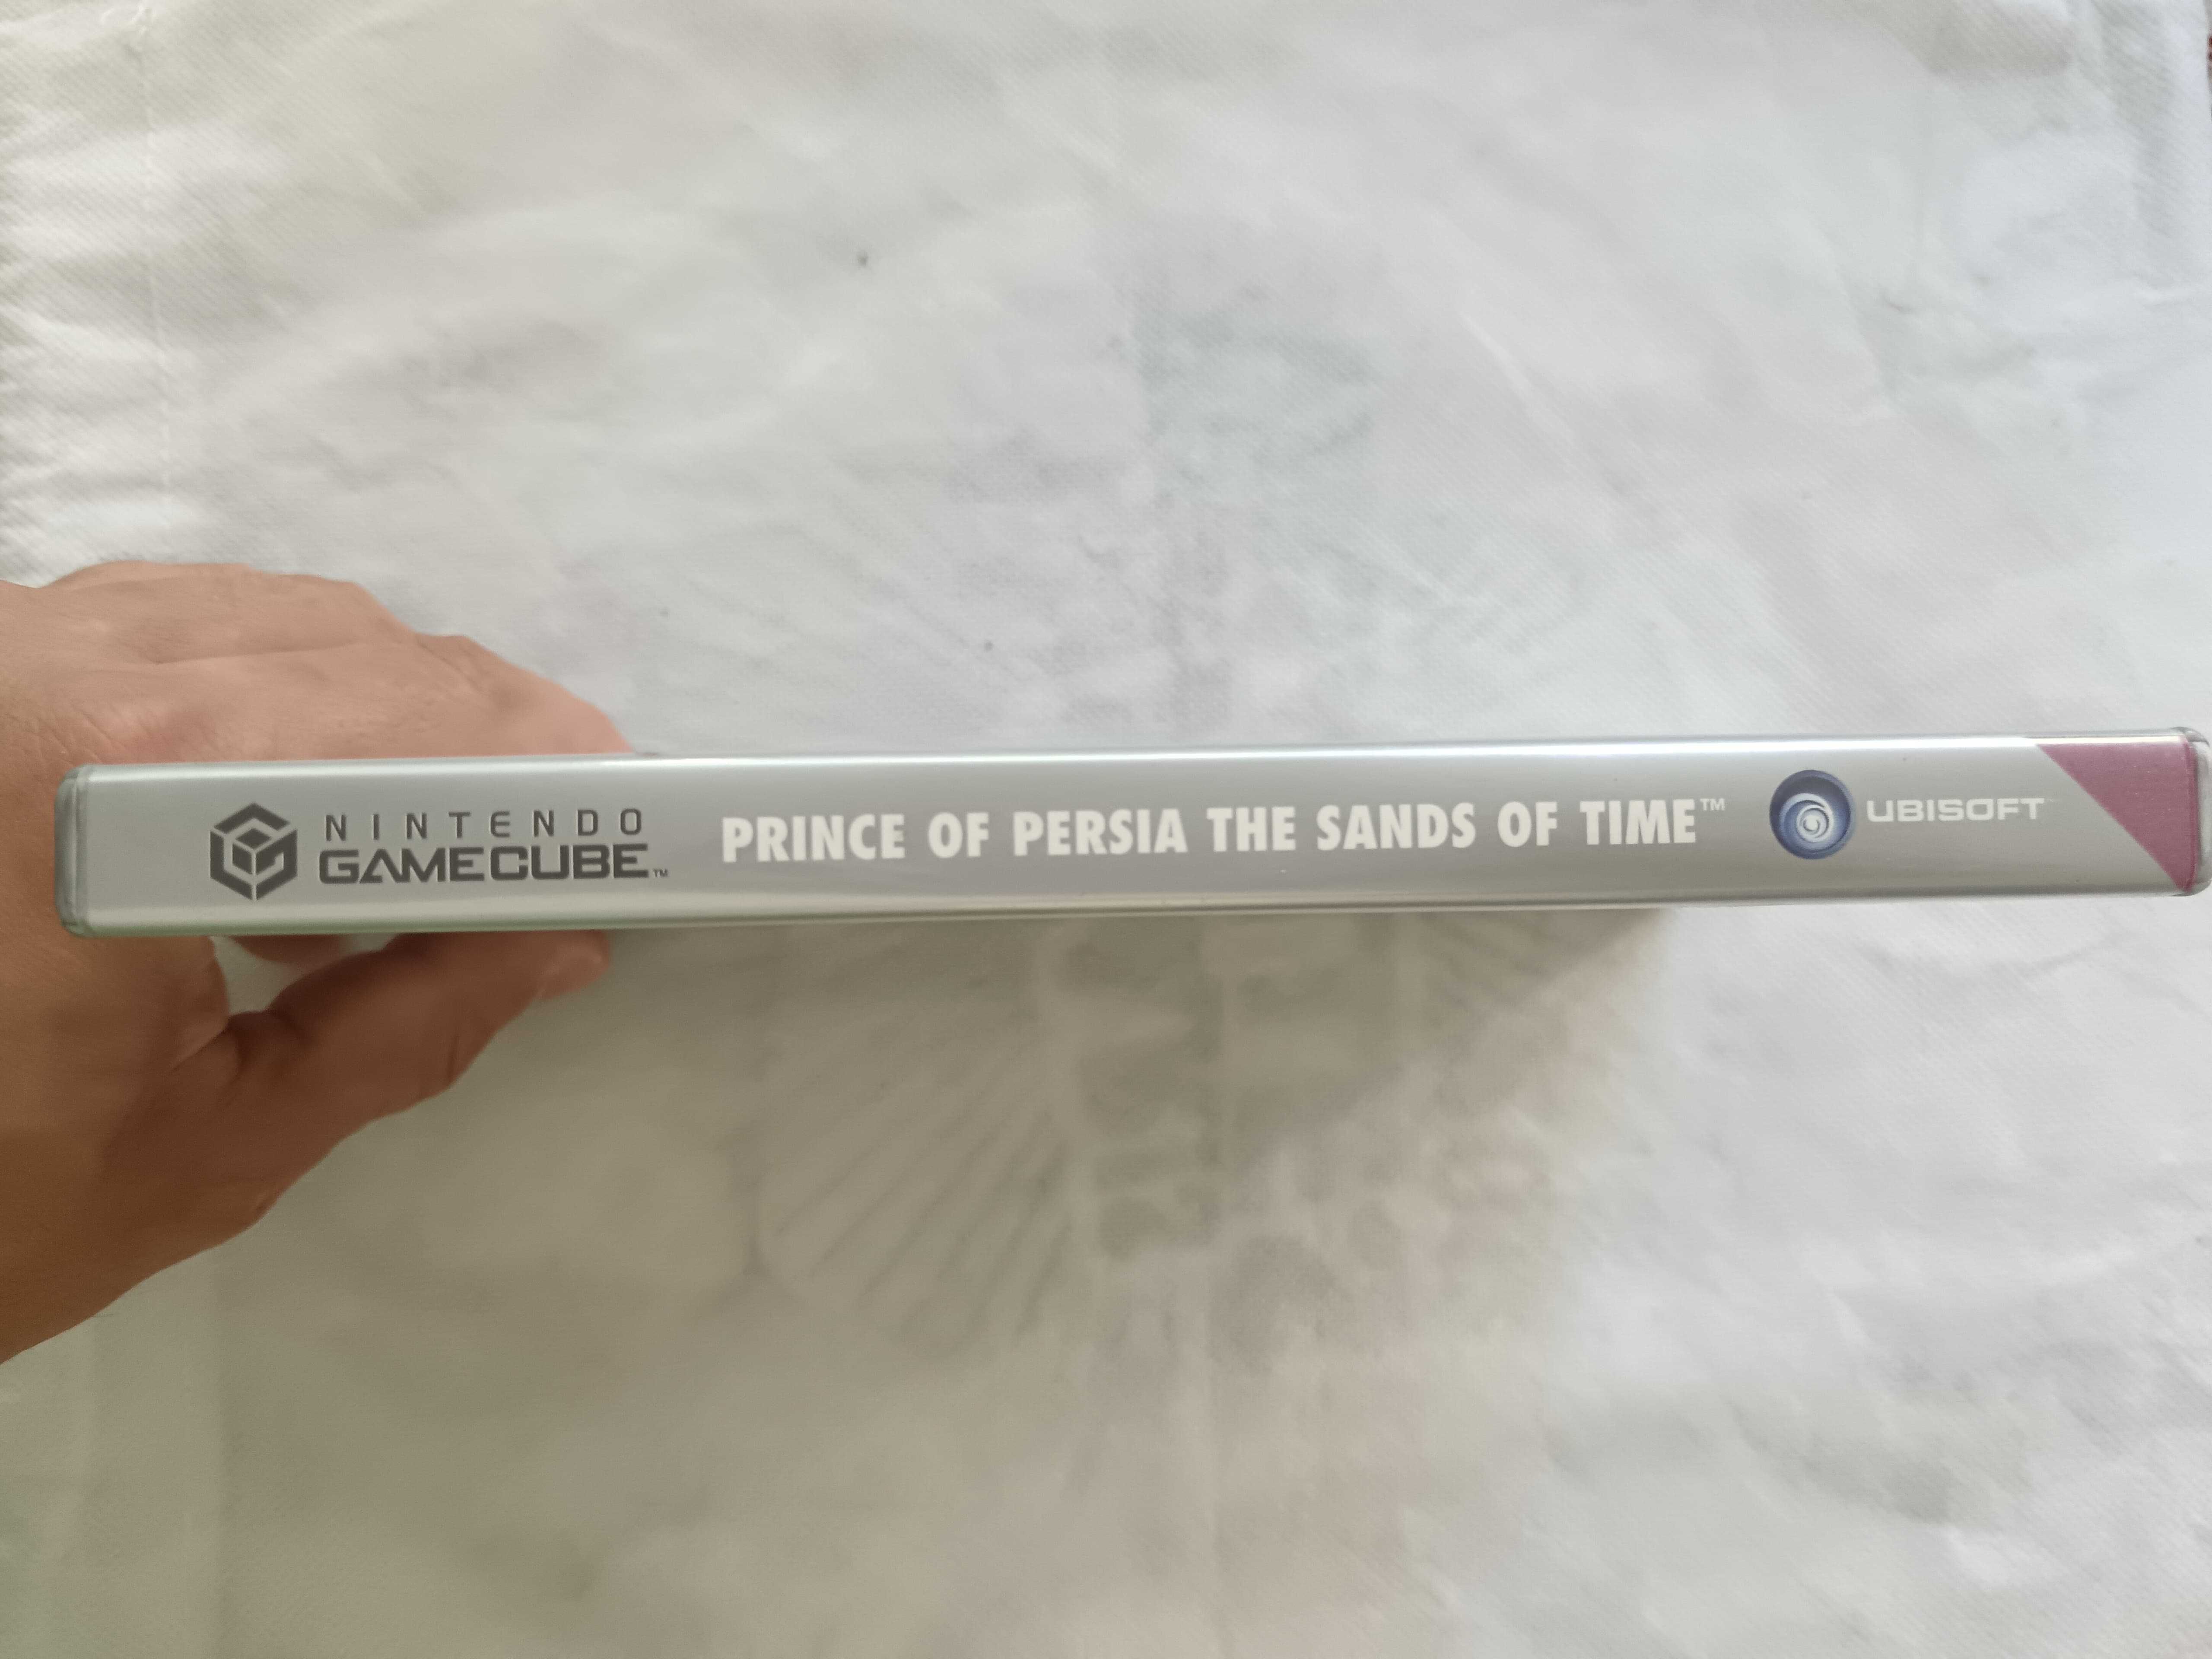 NINTENDO
GAMECUBE™
PRINCE OF PERSIA THE SANDS OF TIME™
UBISOFT